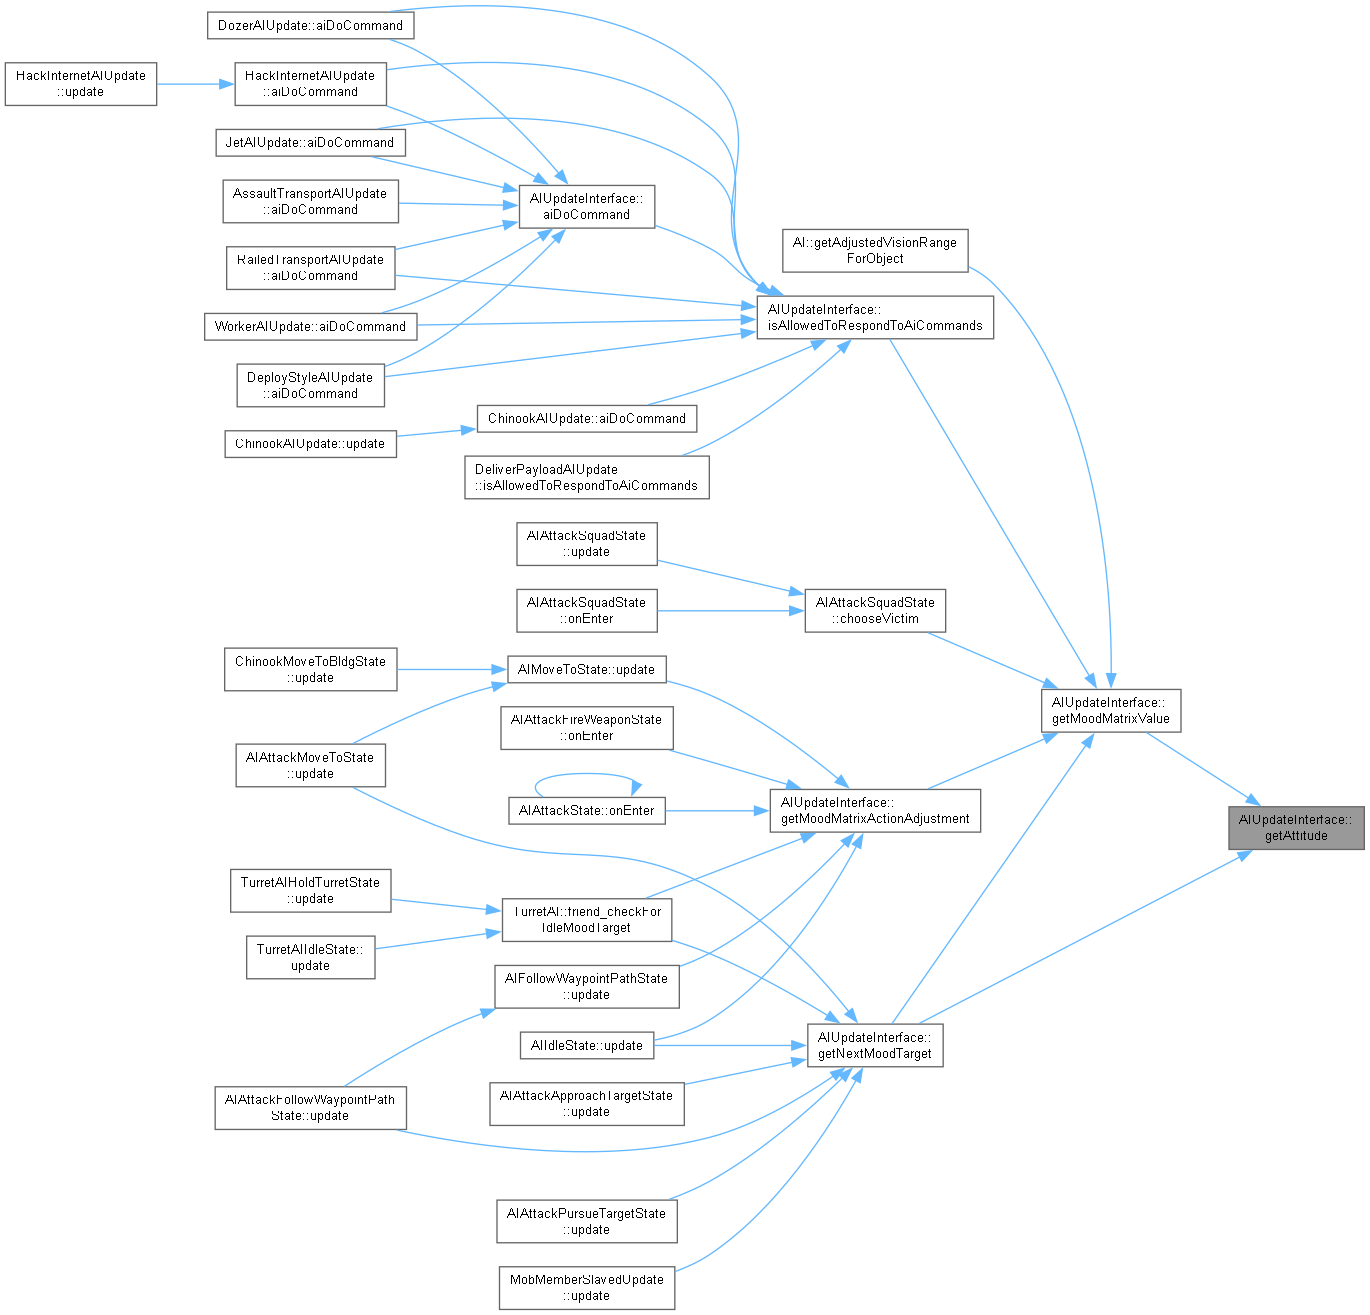 DozerAIUpdate::aiDoCommand
HackInternetAIUpdate
::update
HackInternetAIUpdate
::aiDoCommand
JetAIUpdate::aiDoCommand
AssaultTransportAIUpdate
::aiDoCommand
AIUpdateInterface::
aiDoCommand
RailedTransportAIUpdate
::aiDoCommand
AI::getAdjustedVisionRange
ForObject
WorkerAIUpdate::aiDoCommand
AIUpdateInterface::
isAllowedToRespondToAiCommands
DeployStyleAIUpdate
::aiDoCommand
ChinookAIUpdate::aiDoCommand
ChinookAIUpdate::update
DeliverPayloadAIUpdate
::isAllowedToRespondToAiCommands
AIAttackSquadState
::update
AIAttackSquadState
::onEnter
AIAttackSquadState
::chooseVictim
ChinookMoveToBldgState
::update
AIMoveToState::update
AIUpdateInterface::
getMoodMatrixValue
AIAttackFireWeaponState
::onEnter
AIAttackMoveToState
::update
AIAttackState::onEnter
AIUpdateInterface::
getMoodMatrixActionAdjustment
AIUpdateInterface::
getAttitude
TurretAIHoldTurretState
::update
TurretAI::friend_checkFor
IdleMoodTarget
TurretAIIdleState::
update
AIFollowWaypointPathState
::update
AIIdleState::update
AIUpdateInterface::
getNextMoodTarget
AIAttackFollowWaypointPath
State::update
AIAttackApproachTargetState
::update
AIAttackPursueTargetState
::update
MobMemberSlavedUpdate
::update